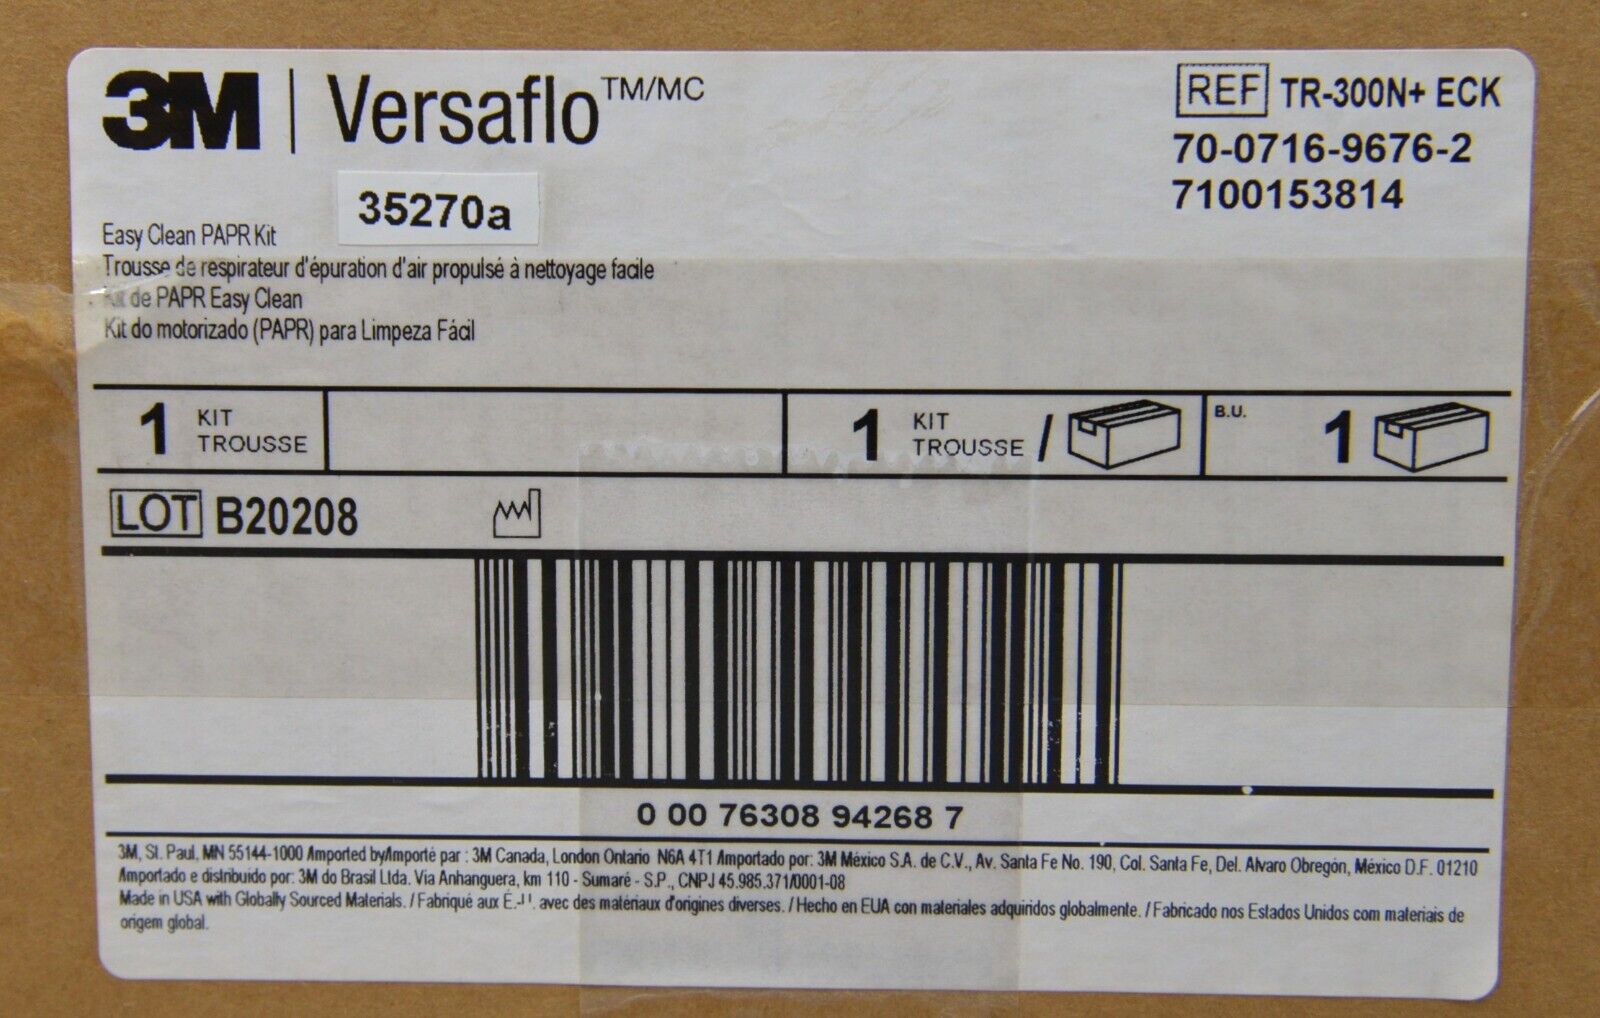 3M | Versaflo TM/MC
REF TR-300N+ ECK
70-0716-9676-2
7100153814
35270a
Easy Clean PAPR Kit
Trousse de respirateur d'épuration d'air propulsé à nettoyage facile
Kit de PAPR Easy Clean
Kit do motorizado (PAPR) para Limpeza Fácil
1 KIT
TROUSSE
1 KIT
TROUSSE /
B.U. 1
LOT B20208
0 00 76308 94268 7
3M, St. Paul, MN 55144-1000 Imported by/Importé par : 3M Canada, London Ontario N6A 4T1 Importado por: 3M México S.A. de C.V., Av. Santa Fe No. 190, Col. Santa Fe, Del. Alvaro Obregón, México D.F. 01210
Importado e distribuido por: 3M do Brasil Ltda. Via Anhanguera, km 110 - Sumaré - S.P., CNPJ 45.985.371/0001-08
Made in USA with Globally Sourced Materials. / Fabriqué aux avec des matériaux d'origines diverses. / Hecho en EUA con materiales adquiridos globalmente. / Fabricado nos Estados Unidos com materiais de
origem global.